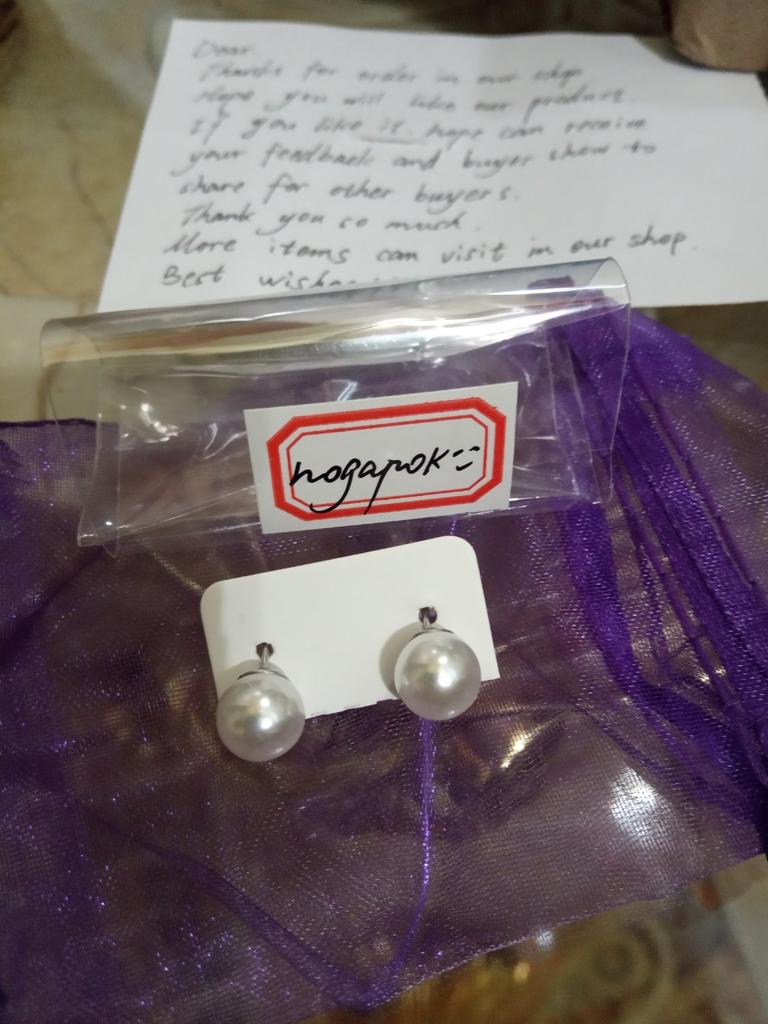 Dear.
Thanks for order in our shop
Hope you will like our product.
If you like it. hope can receive
your feedback and buyer show to
share for other buyers.
Thank you so much.
More items can visit in our shop.
Best
подарок=: